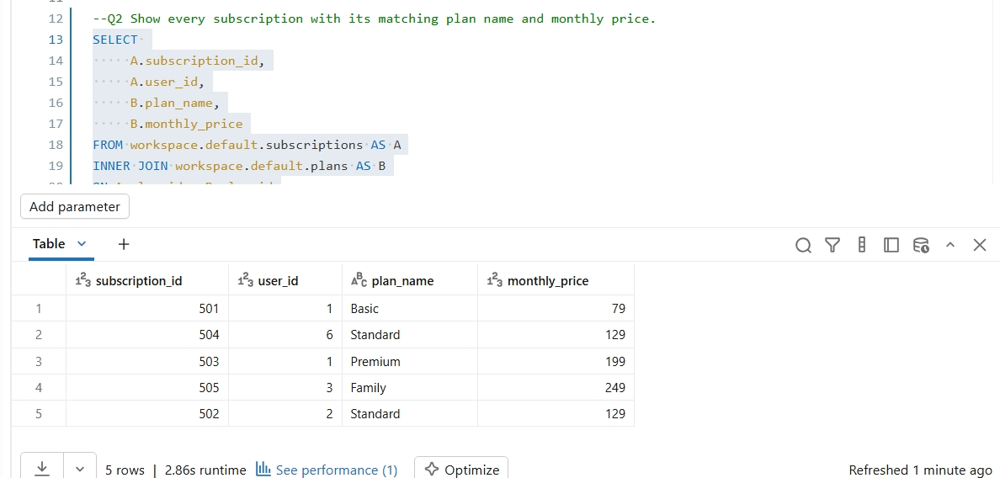 12 --Q2 Show every subscription with its matching plan name and monthly price.
13 SELECT
14 A.subscription_id,
15 A.user_id,
16 B.plan_name,
17 B.monthly_price
18 FROM workspace.default.subscriptions AS A
19 INNER JOIN workspace.default.plans AS B
Add parameter
Table +
subscription_id user_id plan_name monthly_price
1 501 1 Basic 79
2 504 6 Standard 129
3 503 1 Premium 199
4 505 3 Family 249
5 502 2 Standard 129
5 rows | 2.86s runtime See performance (1) Optimize Refreshed 1 minute ago